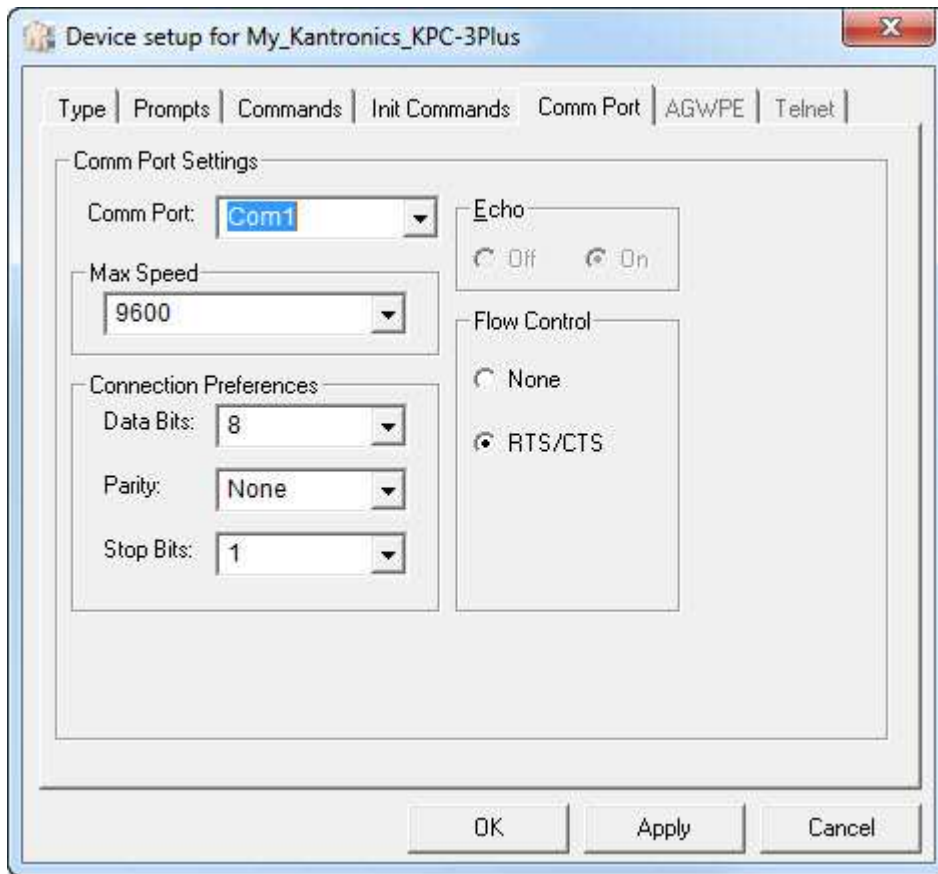 Device setup for My_Kantronics_KPC-3Plus
Type Prompts Commands Init Commands Comm Port AGWPE Telnet
Comm Port Settings
Comm Port: Com1
Echo
Off On
Max Speed
9600
Flow Control
None
RTS/CTS
Connection Preferences
Data Bits: 8
Parity: None
Stop Bits: 1
OK Apply Cancel